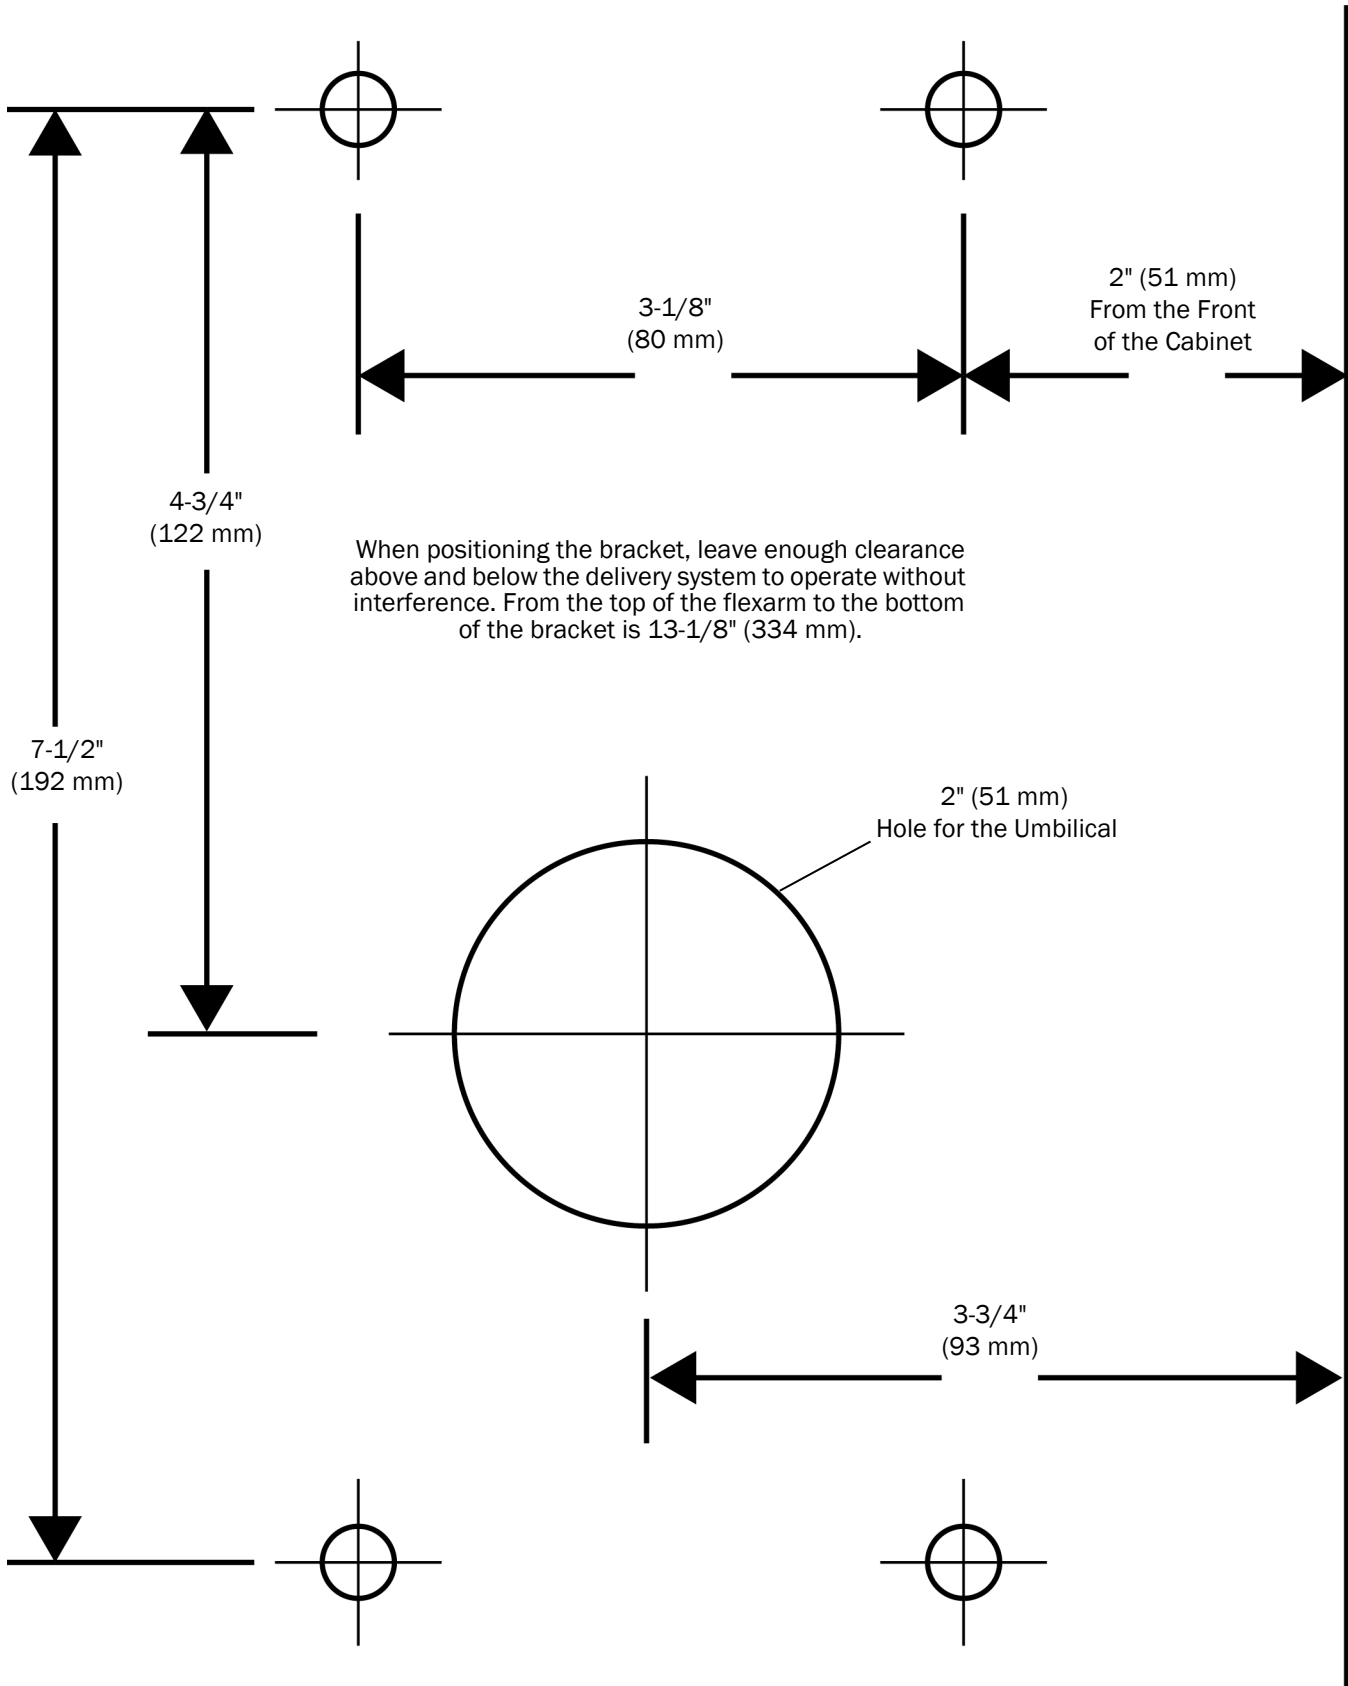 2" (51 mm)
From the Front
of the Cabinet
3-1/8"
(80 mm)
4-3/4"
(122 mm)
When positioning the bracket, leave enough clearance
above and below the delivery system to operate without
interference. From the top of the flexarm to the bottom
of the bracket is 13-1/8" (334 mm).
7-1/2"
(192 mm)
2" (51 mm)
Hole for the Umbilical
3-3/4"
(93 mm)